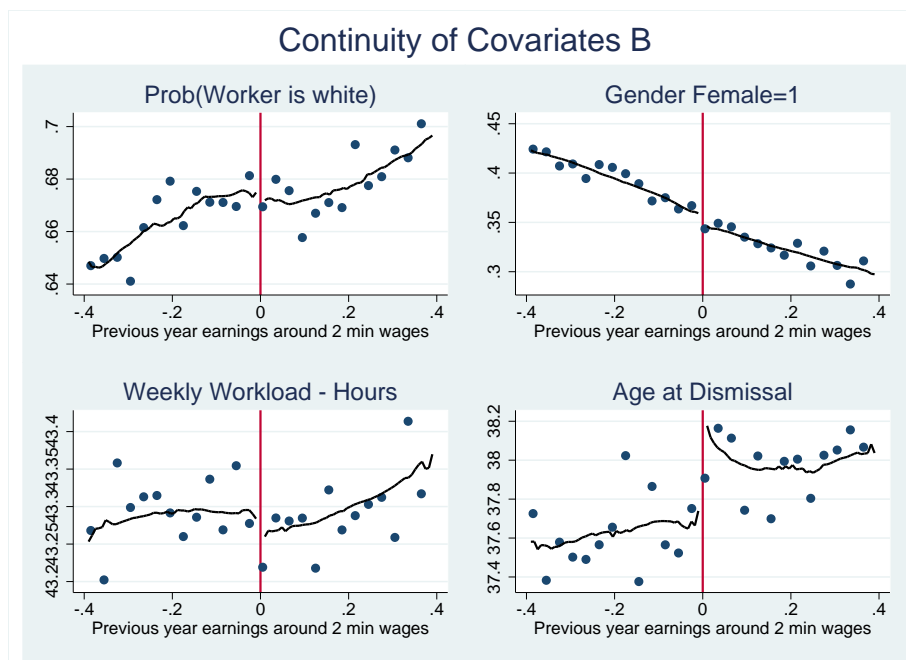 Continuity of Covariates B
Prob(Worker is white)
.7
.68
.66
.64
-.4 -.2 0 .2 .4
Previous year earnings around 2 min wages
Gender Female=1
.45
.4
.35
.3
-.4 -.2 0 .2 .4
Previous year earnings around 2 min wages
Weekly Workload - Hours
43.243.2543.343.3543.4
-.4 -.2 0 .2 .4
Previous year earnings around 2 min wages
Age at Dismissal
38.2
38
37.8
37.6
37.4
-.4 -.2 0 .2 .4
Previous year earnings around 2 min wages